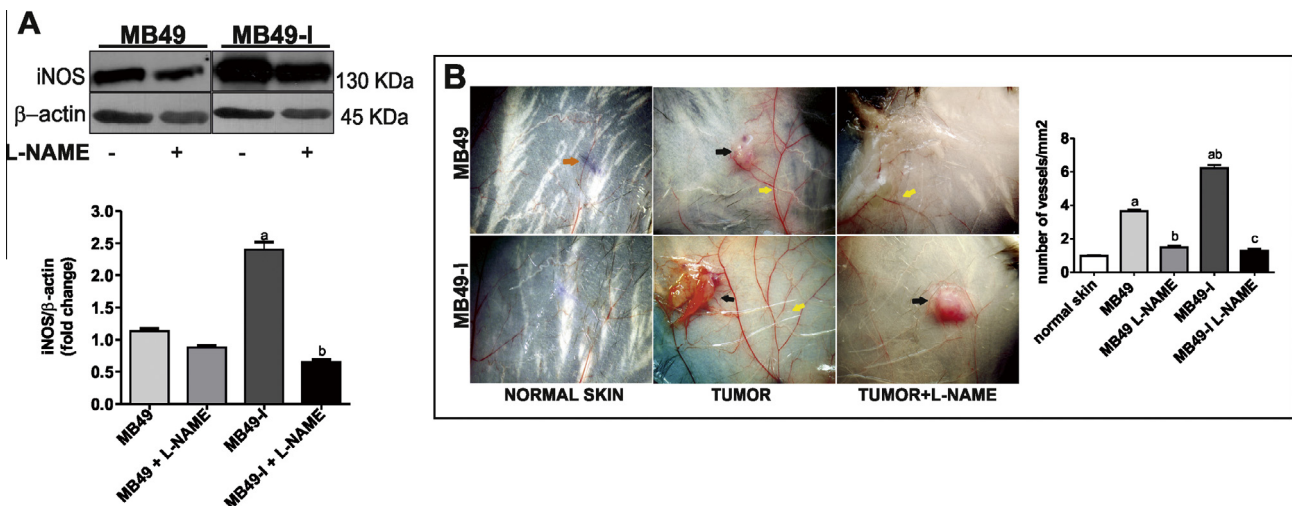 A
MB49 MB49-I
iNOS 130 KDa
β–actin 45 KDa
L-NAME - + - +
iNOS/β-actin
(fold change)
3.0
2.5
2.0
1.5
1.0
0.5
0.0
a
b
MB49
MB49 + L-NAME
MB49-I
MB49-I + L-NAME
B
MB49
MB49-I
NORMAL SKIN TUMOR TUMOR+L-NAME
number of vessels/mm2
8
6
4
2
0
a
b
ab
c
normal skin
MB49
MB49 L-NAME
MB49-I
MB49-I L-NAME